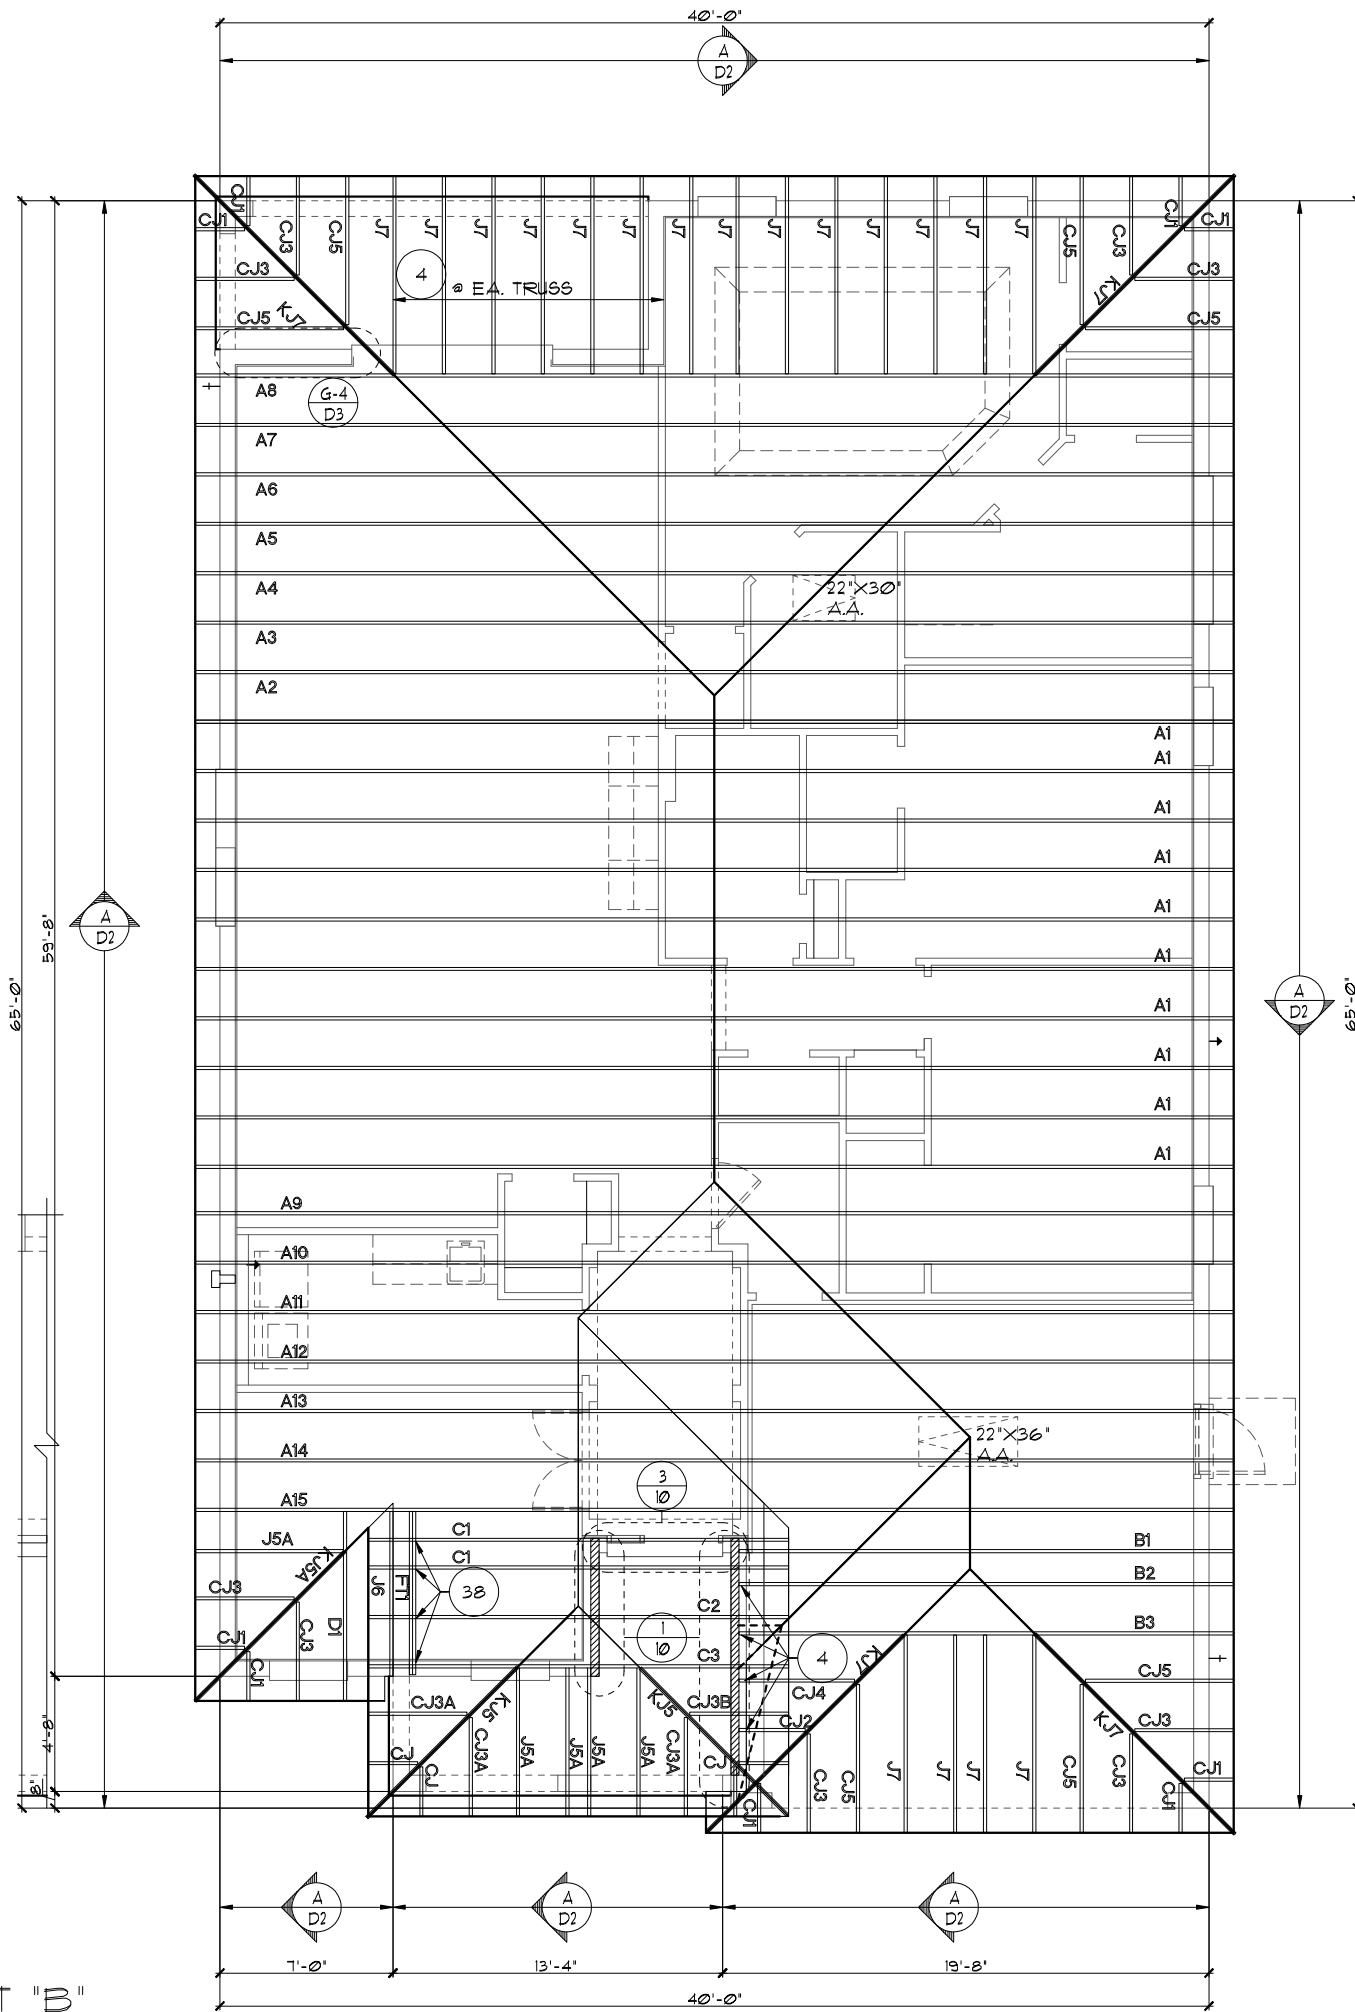 40'-0"
A
D2
CJ1
CJ1
CJ3
CJ5
J7
J7
J7
J7
J7
J7
J7
J7
J7
J7
J7
J7
J7
J7
CJ5
CJ3
CJ1
CJ1
CJ3
CJ3
4
@ EA. TRUSS
CJ5
KJ7
KJ7
CJ5
A8
G-4
D3
A7
A6
A5
A4
22"X30"
A.A.
A3
A2
A1
A1
A1
A1
A1
A1
A1
A1
A1
A1
59'-8"
65'-0"
A
D2
A
D2
65'-0"
A9
A10
A11
A12
A13
A14
22"X36"
A.A.
A15
3
10
J5A
KJ5A
C1
C1
B1
B2
B3
CJ3
CJ3
D1
J6
FT1
38
C2
C3
1
10
4
CJ1
CJ1
KJ7
CJ5
CJ4
CJ2
CJ3A
KJ5
KJ5
CJ3B
KJ7
CJ3
CJ
CJ
CJ3A
J5A
J5A
J5A
J5A
CJ3A
CJ
CJ1
CJ3
CJ5
J7
J7
J7
J7
CJ5
CJ3
CJ1
CJ1
4'-8"
8"
A
D2
A
D2
A
D2
7'-0"
13'-4"
19'-8"
40'-0"
T "B"